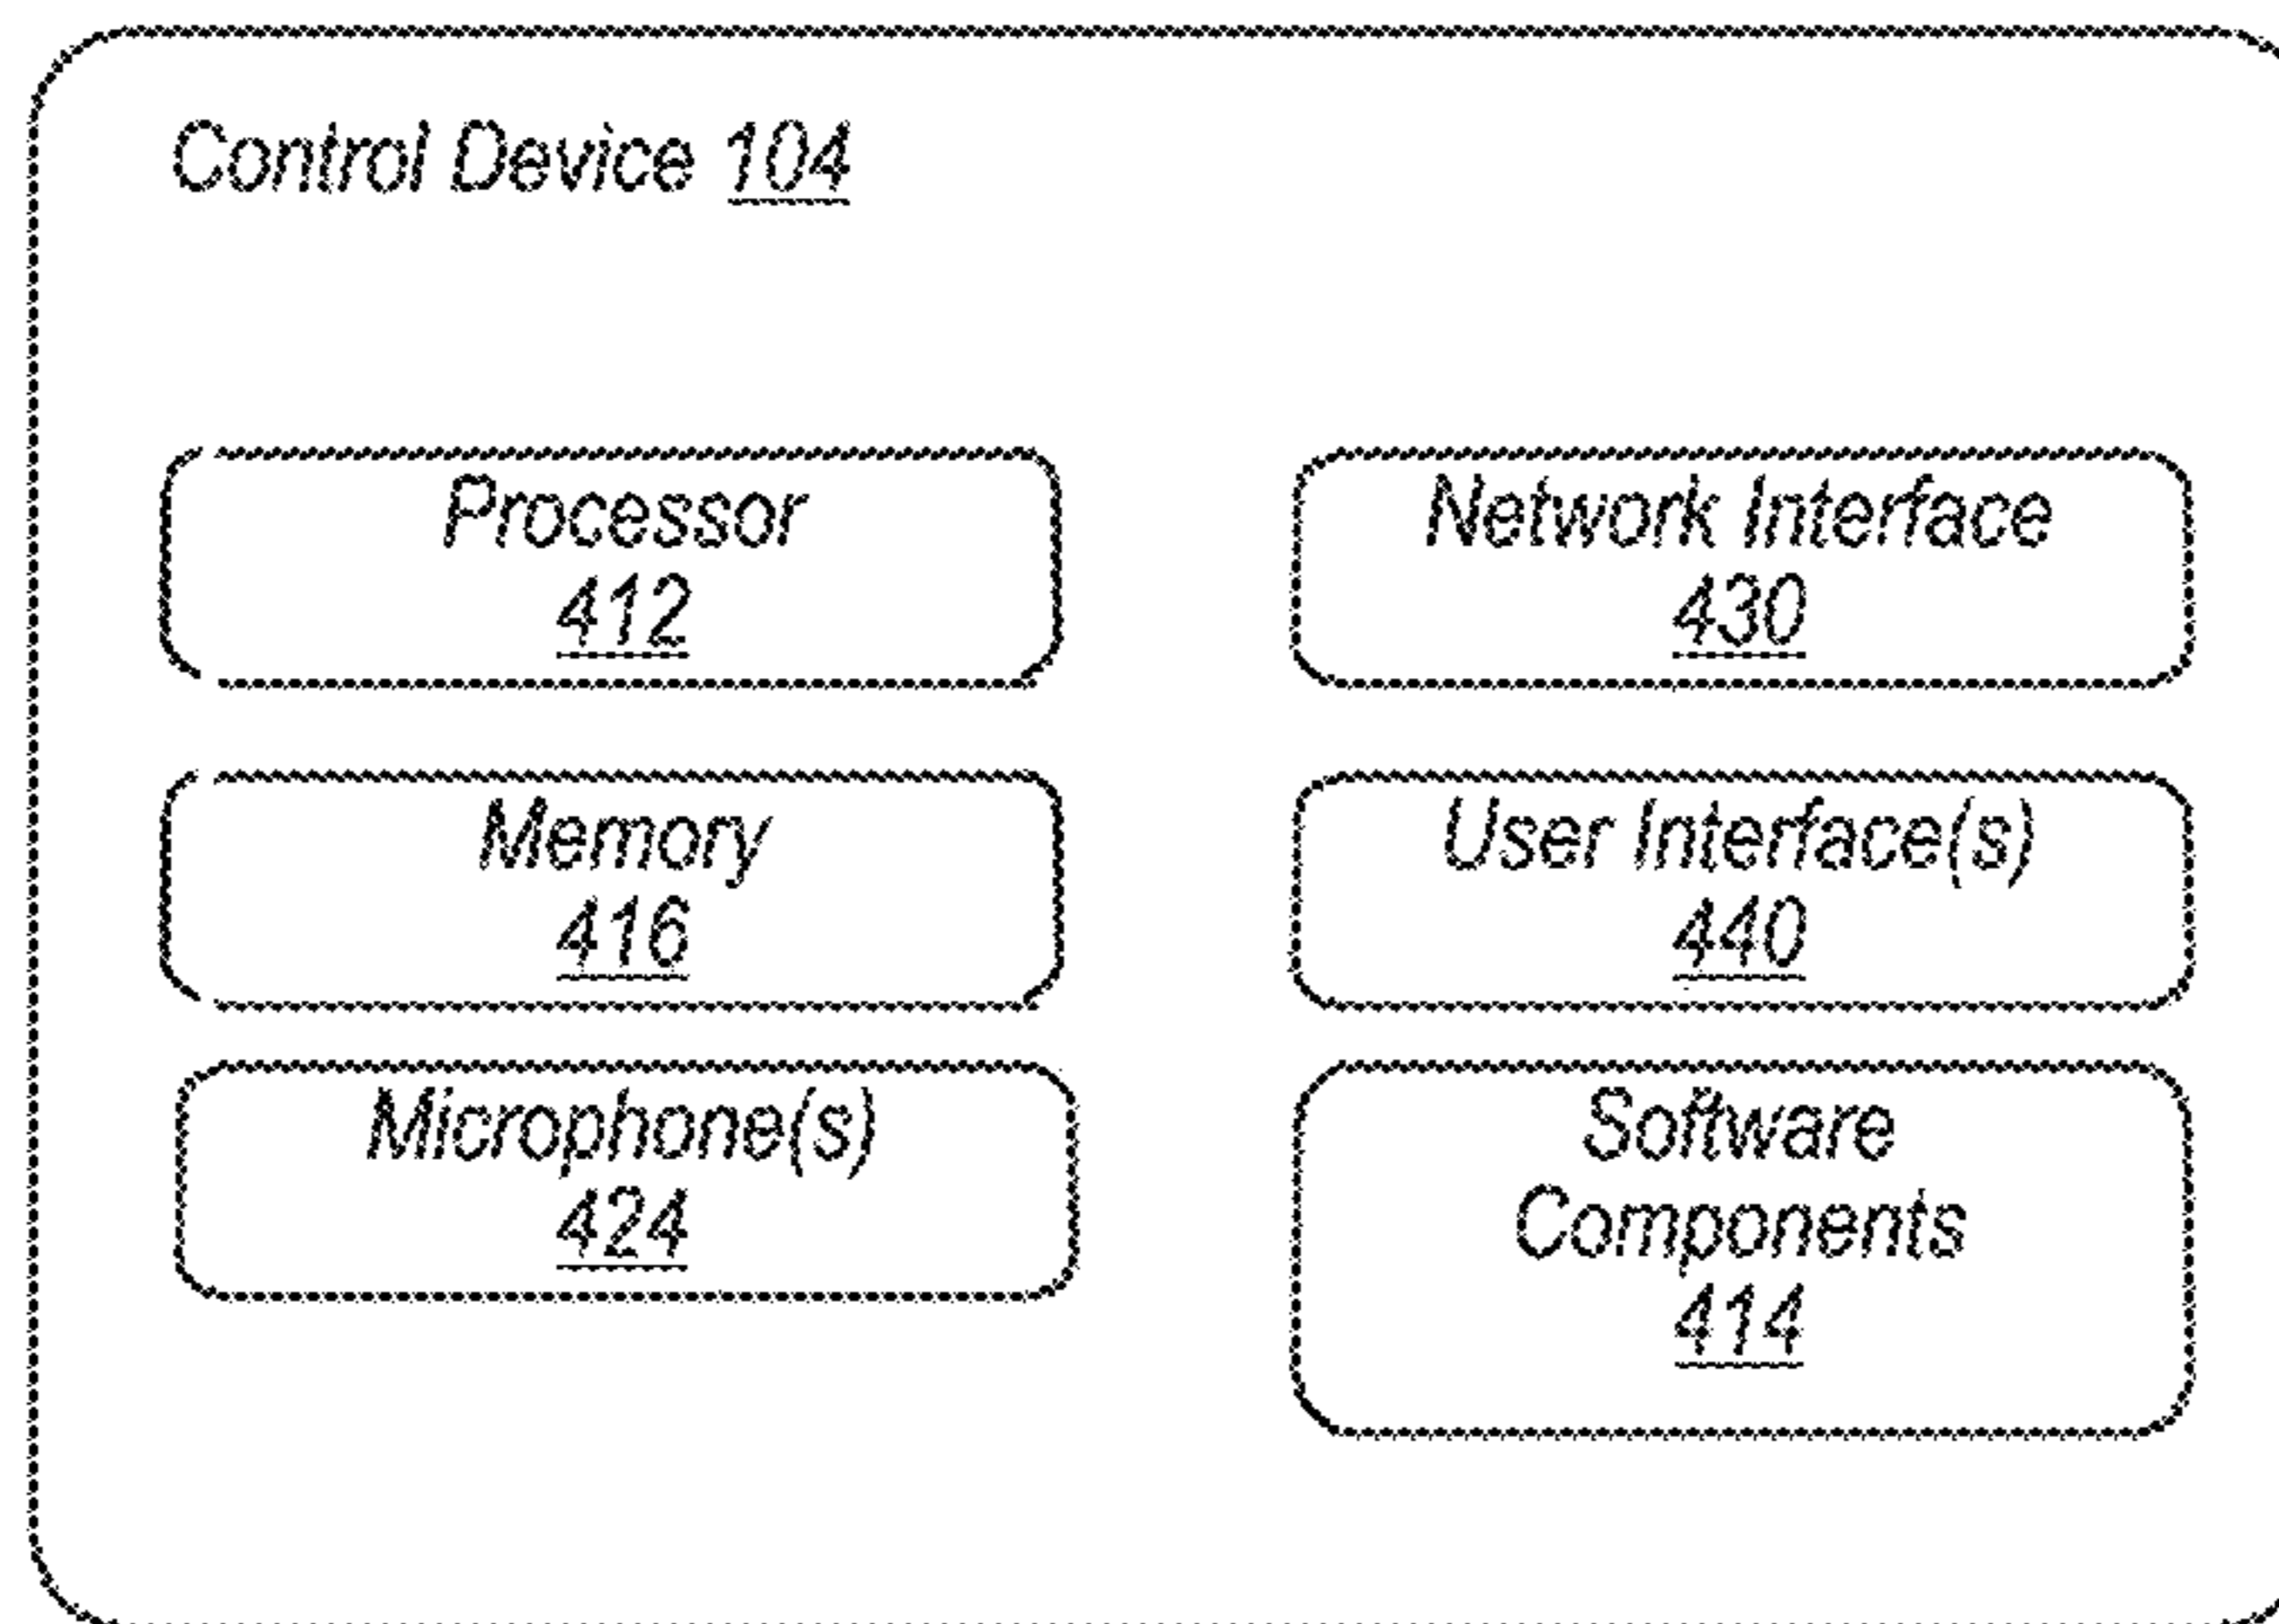 Control Device 104
Processor
412
Network Interface
430
Memory
416
User Interface(s)
440
Microphone(s)
424
Software
Components
414